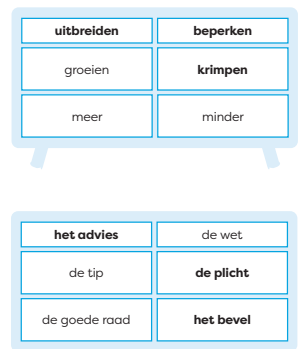 uitbreiden beperken
groeien krimpen
meer minder
het advies de wet
de tip de plicht
de goede raad het bevel